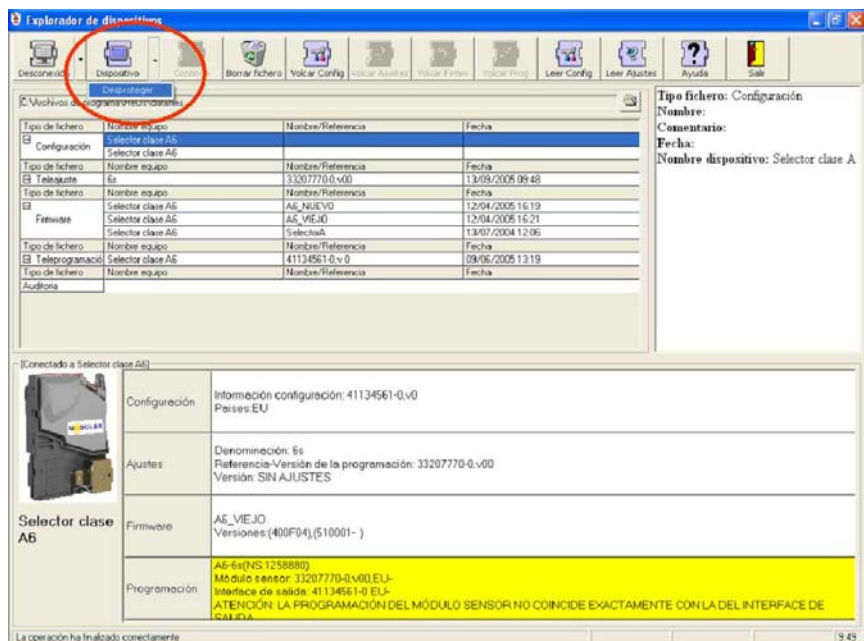 Explorador de dispositivos
Desconexión Dispositivo Borrar fichero Volcar Config Volcar Ajustes Volcar Firmw Volcar Prog Leer Config Leer Ajustes Ayuda Salir
Desproteger
Tipo de fichero Nombre equipo Nombre/Referencia Fecha
Configuración Selector clase A6
Selector clase A6
Tipo de fichero Nombre equipo Nombre/Referencia Fecha
Teleajuste 6s 33207770-0,v00 13/09/2005 09:48
Tipo de fichero Nombre equipo Nombre/Referencia Fecha
Firmware Selector clase A6 A6_NUEVO 12/04/2005 16:19
Selector clase A6 A6_VIEJO 12/04/2005 16:21
Selector clase A6 SelectorA 13/07/2004 12:06
Tipo de fichero Nombre equipo Nombre/Referencia Fecha
Teleprogramació Selector clase A6 41134561-0,v 0 09/06/2005 13:19
Tipo de fichero Nombre equipo Nombre/Referencia Fecha
Auditoria
Tipo fichero: Configuración
Nombre:
Comentario:
Fecha:
Nombre dispositivo: Selector clase A
[Conectado a Selector clase A6]
MODULAR
Selector clase
A6
Configuración
Información configuración: 41134561-0,v0
Paises:EU
Ajustes
Denominación: 6s
Referencia-Versión de la programación: 33207770-0,v00
Versión: SIN AJUSTES
Firmware
A6_VIEJO
Versiones:(400F04),(510001- )
Programación
A6-6s(NS:1258880)
Módulo sensor: 33207770-0,v00,EU-
Interface de salida: 41134561-0 EU-
ATENCIÓN: LA PROGRAMACIÓN DEL MÓDULO SENSOR NO COINCIDE EXACTAMENTE CON LA DEL INTERFACE DE
SALIDA
La operación ha finalizado correctamente 9:49